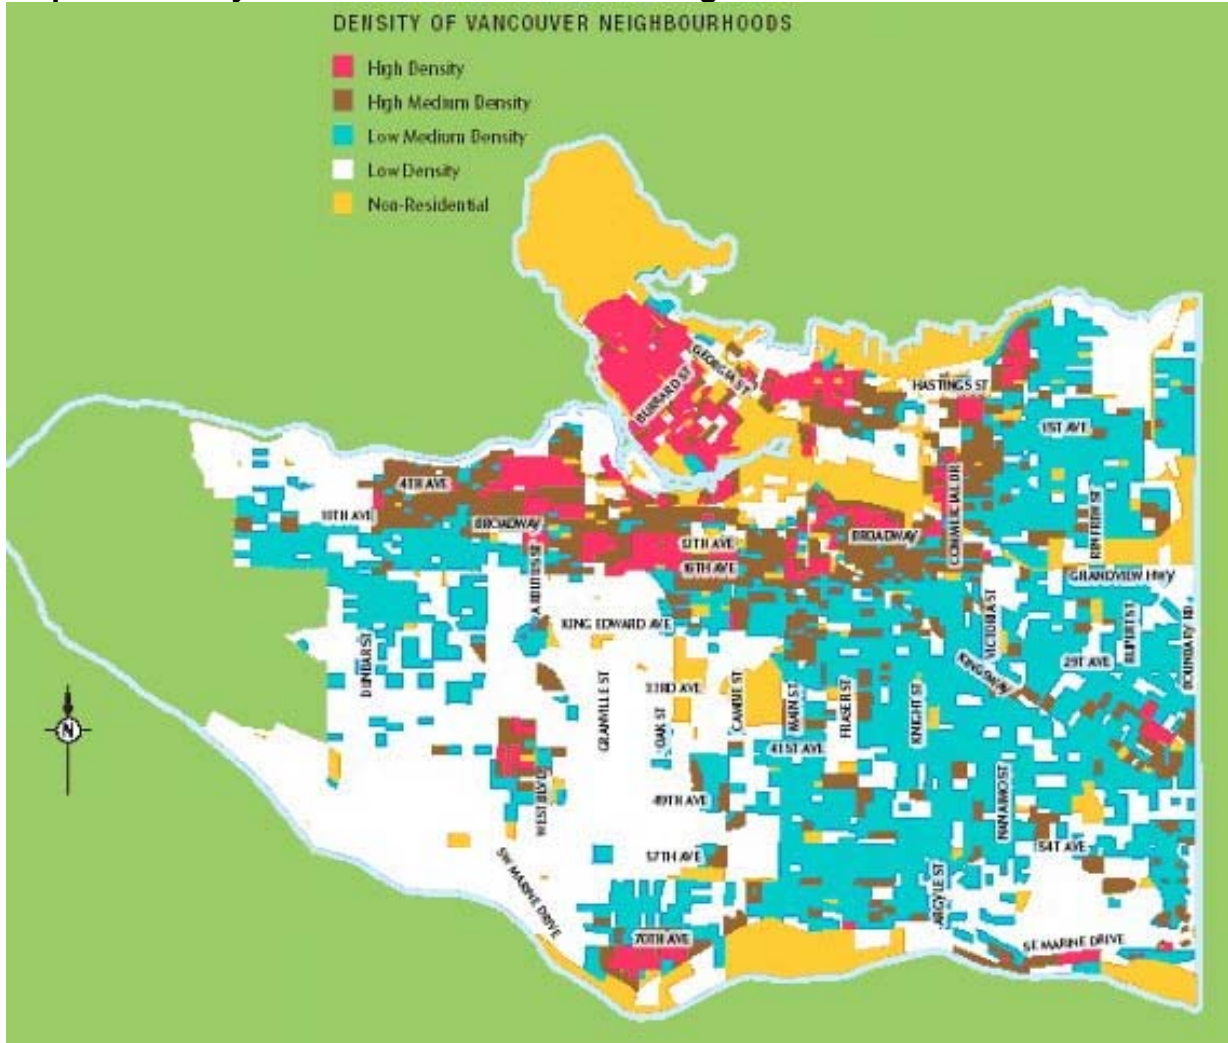 DENSITY OF VANCOUVER NEIGHBOURHOODS
High Density
High Medium Density
Low Medium Density
Low Density
Non-Residential
GEORGIA ST
BURRARD ST
HASTINGS ST
1ST AVE
4TH AVE
10TH AVE
BROADWAY
BROADWAY
COMMERCIAL DR
RENFREW ST
12TH AVE
16TH AVE
GRANDVIEW HWY
ARBUTUS ST
KING EDWARD AVE
VICTORIA ST
RUPERT ST
BOUNDARY RD
DUNBAR ST
KINGSWAY
29T AVE
33RD AVE
GRANVILLE ST
OAK ST
CAMBIE ST
MAIN ST
FRASER ST
KNIGHT ST
N
41ST AVE
WEST BLVD
49TH AVE
NANAIMO ST
54T AVE
57TH AVE
SW MARINE DRIVE
ARGYLE ST
70TH AVE
SE MARINE DRIVE